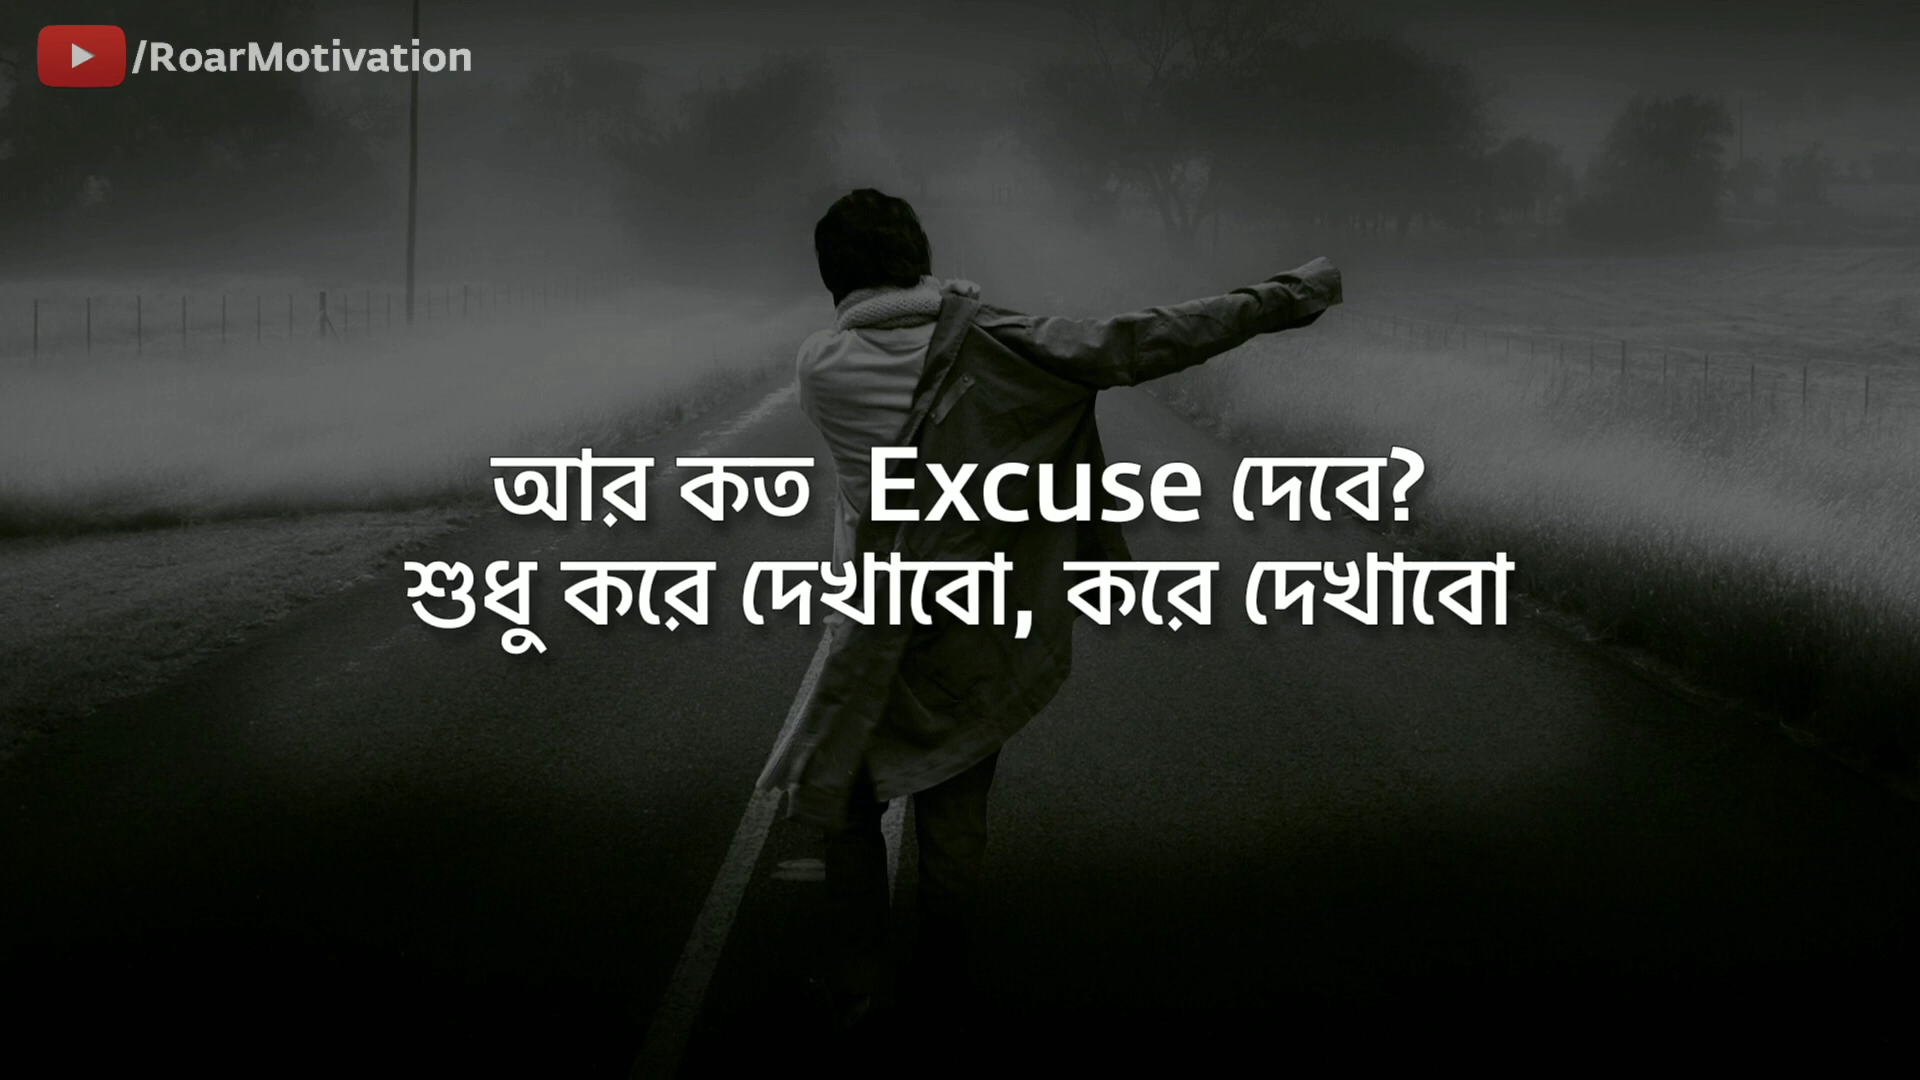 /RoarMotivation
আর কত Excuse দেবে?
শুধু করে দেখাবো, করে দেখাবো